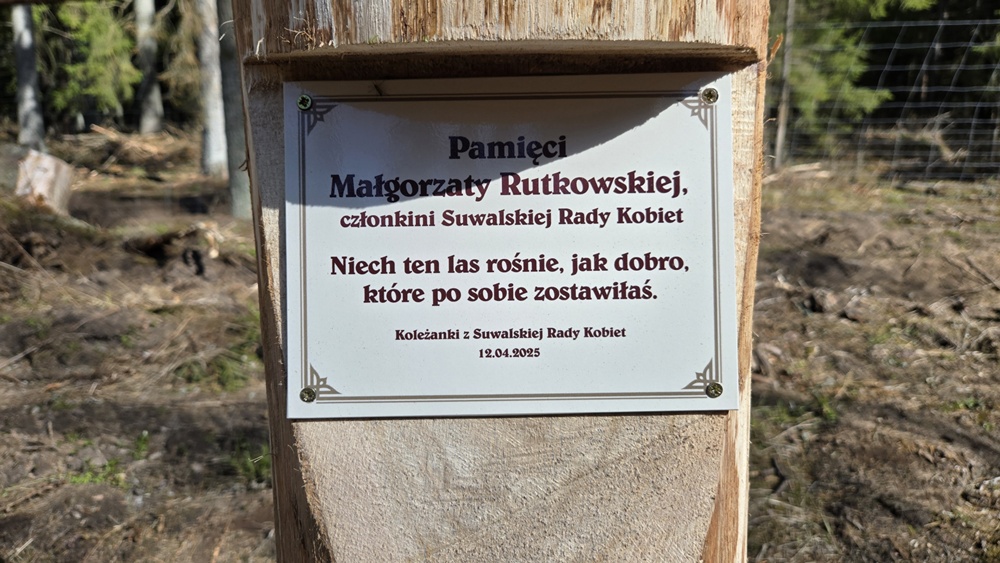 Pamięci
Małgorzaty Rutkowskiej,
członkini Suwalskiej Rady Kobiet
Niech ten las rośnie, jak dobro,
które po sobie zostawiłaś.
Koleżanki z Suwalskiej Rady Kobiet
12.04.2025